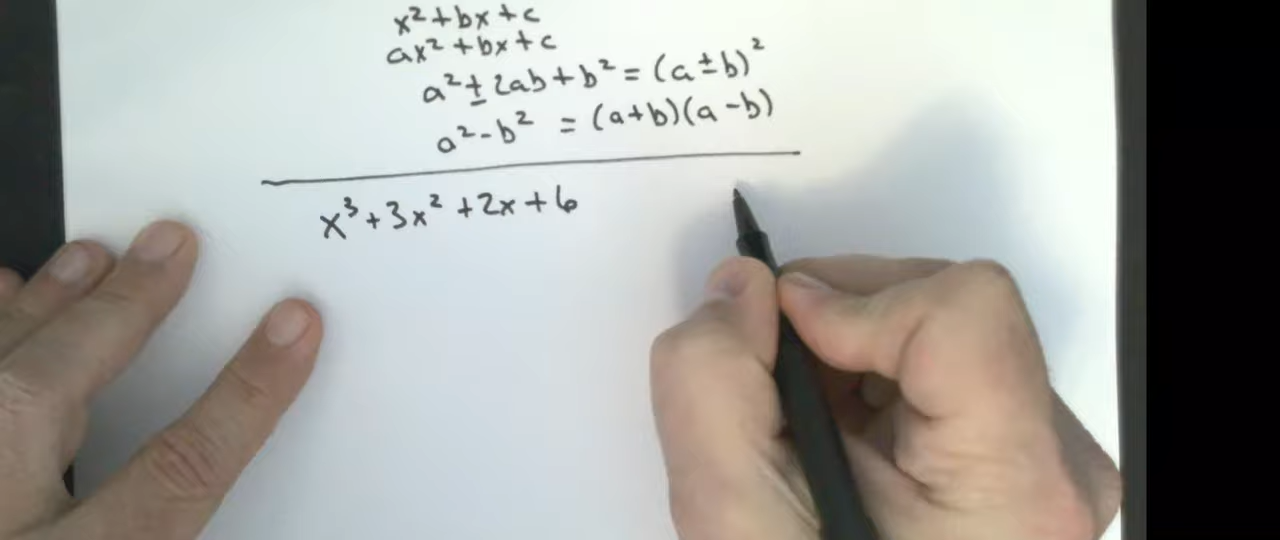 x² + bx + c
ax² + bx + c
a² ± 2ab + b² = (a ± b)²
a² - b² = (a + b)(a - b)
x³ + 3x² + 2x + 6